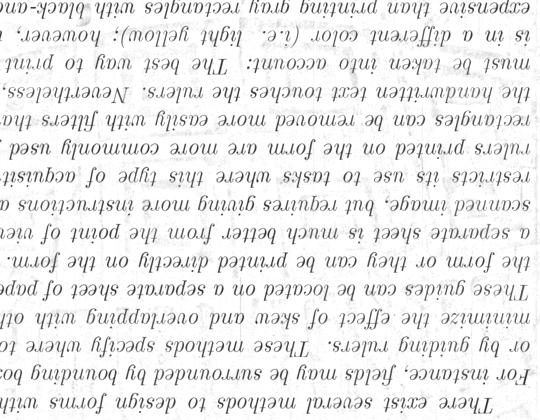 There exist several methods to design forms with
For instance, fields may be surrounded by bounding bo
or by guiding rulers. These methods specify where to
minimize the effect of skew and overlapping with oth
These guides can be located on a separate sheet of pape
the form or they can be printed directly on the form.
a separate sheet is much better from the point of view
scanned image, but requires giving more instructions a
restricts its use to tasks where this type of acquisiti
rulers printed on the form are more commonly used
rectangles can be removed more easily with filters tha
the handwritten text touches the rulers. Nevertheless,
must be taken into account: The best way to print
is in a different color (i.e. light yellow); however,
expensive than printing gray rectangles with black-and